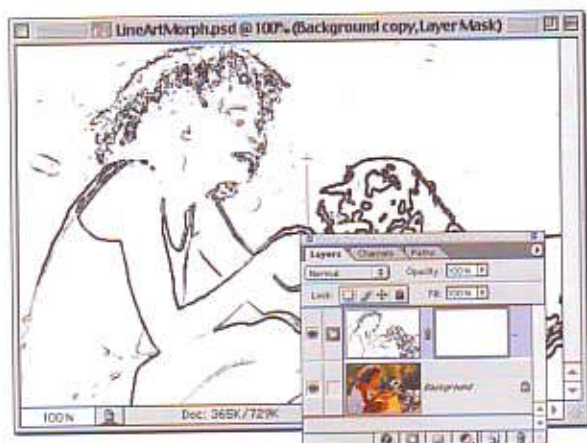 LineArtMorph.psd @ 100% (Background copy, Layer Mask)
Layers Channels Paths
Normal Opacity: 100%
Lock: Fill: 100%
Background
100% Doc: 365K/729K